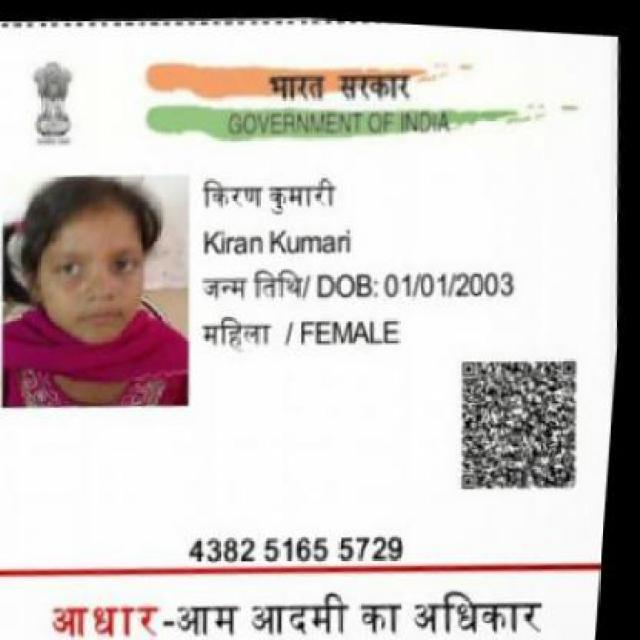 भारत सरकार
GOVERNMENT OF INDIA
किरण कुमारी
Kiran Kumari
जन्म तिथि/ DOB: 01/01/2003
महिला / FEMALE
4382 5165 5729
आधार-आम आदमी का अधिकार